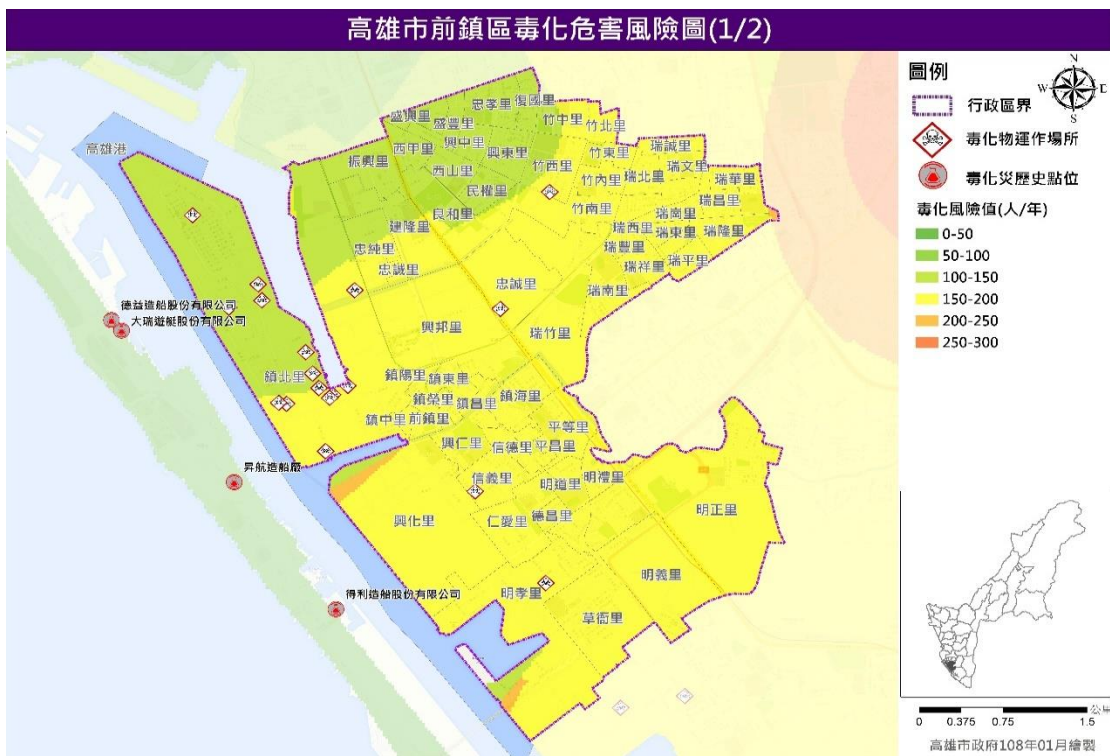 高雄市前鎮區毒化危害風險圖(1/2)
圖例
N
W
E
S
行政區界
毒化物運作場所
毒化災歷史點位
毒化風險值(人/年)
0-50
50-100
100-150
150-200
200-250
250-300
高雄港
忠孝里
復國里
盛興里
盛豐里
竹中里
竹北里
西甲里
興中里
興東里
振興里
西山里
竹西里
竹東里
瑞誠里
瑞文里
民權里
竹內里
瑞北里
瑞華里
良和里
竹南里
瑞昌里
建隆里
瑞崗里
瑞西里
瑞東里
瑞隆里
忠純里
瑞豐里
忠誠里
忠誠里
瑞祥里
瑞平里
瑞南里
德益造船股份有限公司
大瑞遊艇股份有限公司
興邦里
瑞竹里
鎮北里
鎮陽里
鎮東里
鎮榮里
鎮昌里
鎮海里
鎮中里
前鎮里
平等里
興仁里
信德里
平昌里
昇航造船廠
信義里
明道里
明禮里
興化里
仁愛里
德昌里
明正里
明義里
得利造船股份有限公司
明孝里
草衙里
0
0.375
0.75
1.5
公里
高雄市政府108年01月繪製